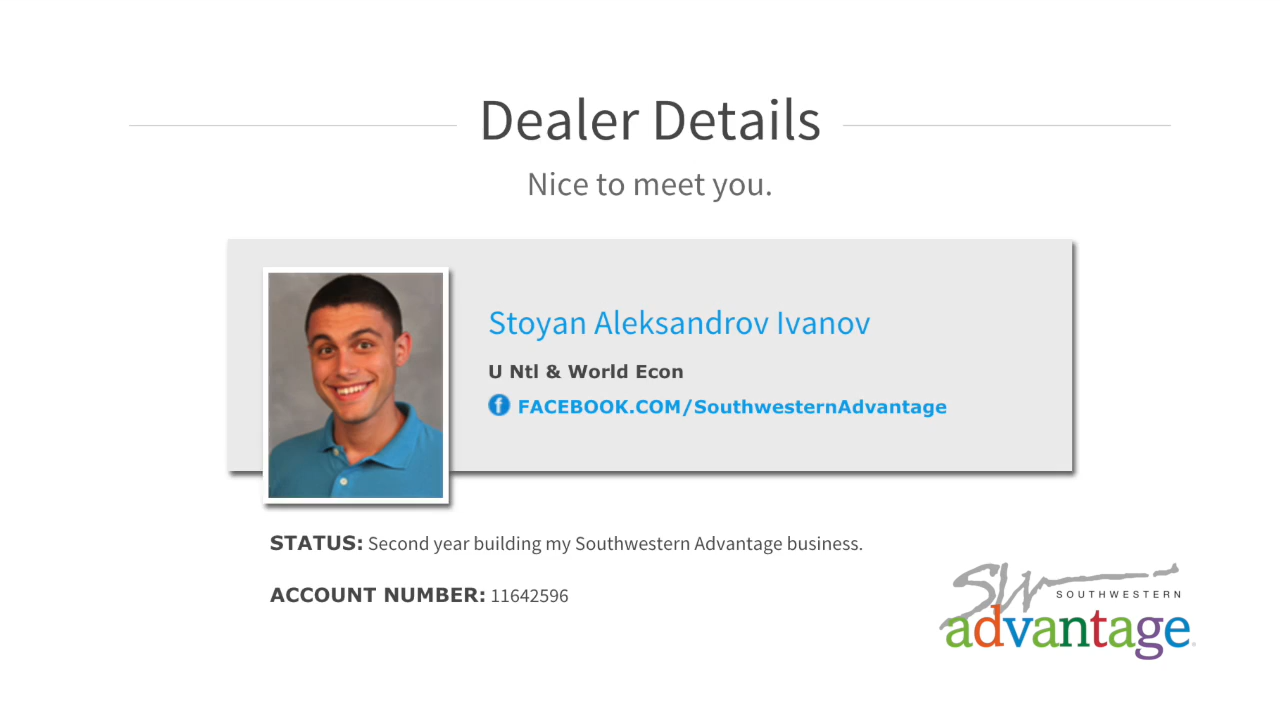 Dealer Details
Nice to meet you.
Stoyan Aleksandrov Ivanov
U Ntl & World Econ
f FACEBOOK.COM/SouthwesternAdvantage
STATUS: Second year building my Southwestern Advantage business.
ACCOUNT NUMBER: 11642596
SW
SOUTHWESTERN
advantage